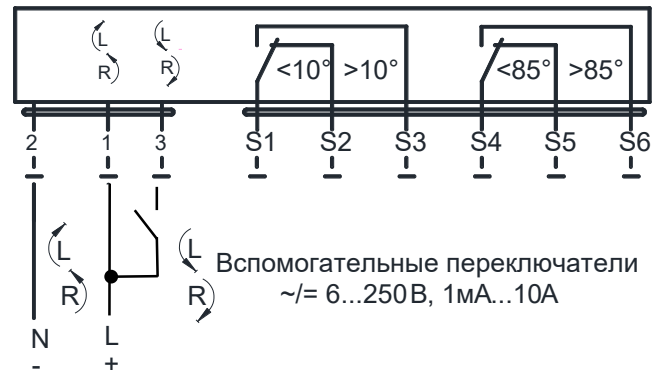 L L
R R
<10° >10° <85° >85°
2 1 3 S1 S2 S3 S4 S5 S6
L L
R R
Вспомогательные переключатели
~/= 6...250В, 1мА...10А
N L
- +